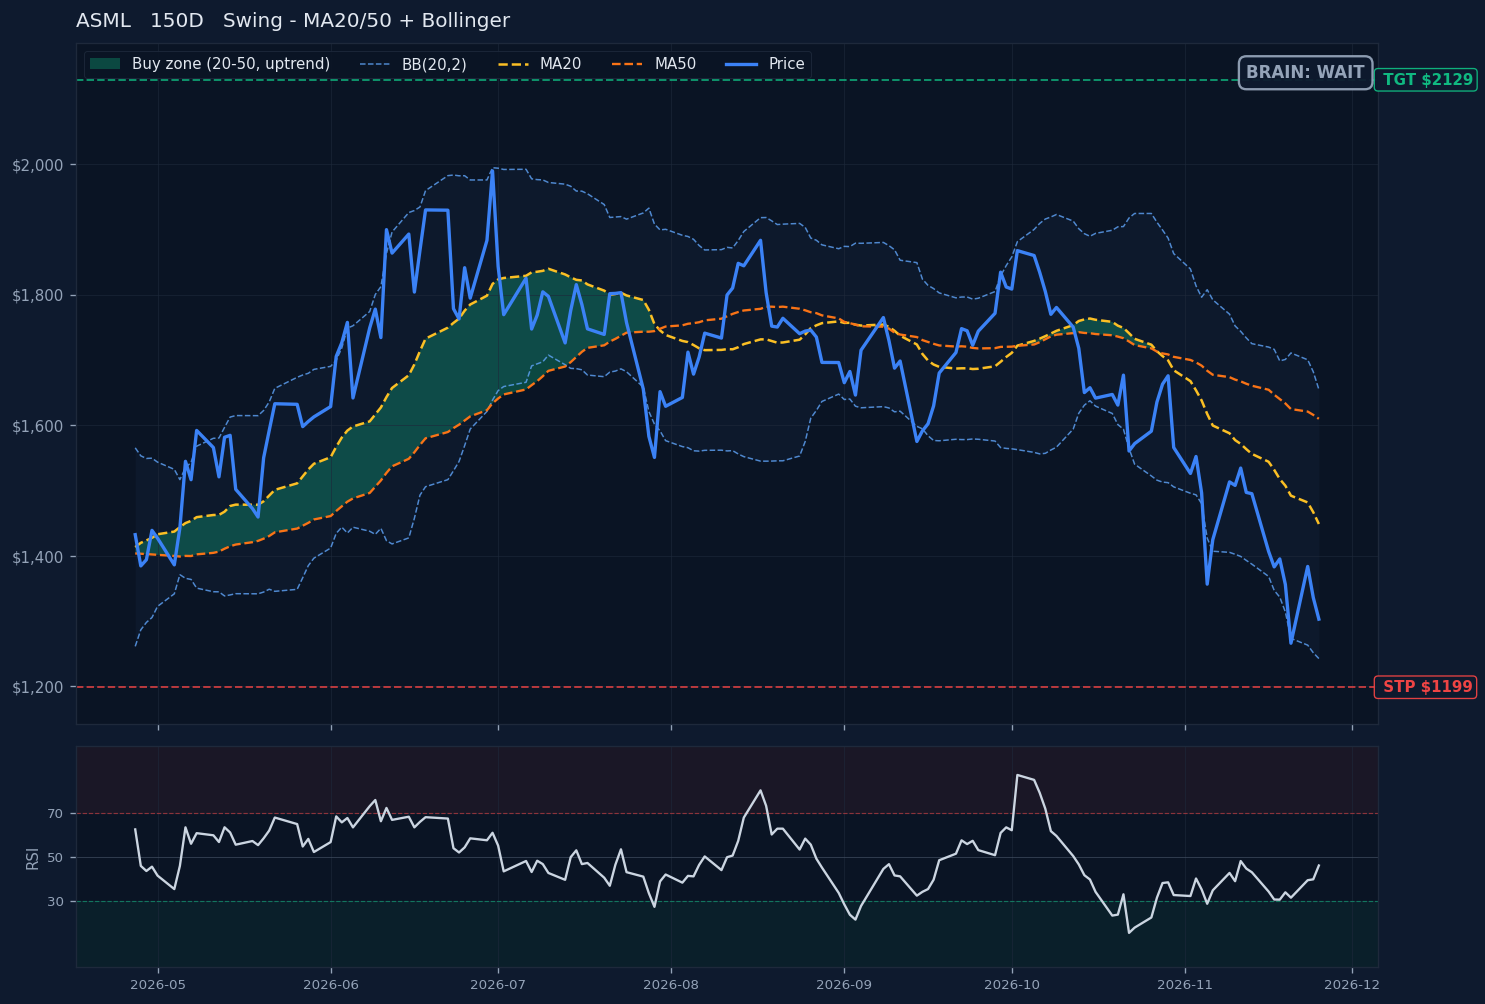 ASML   150D   Swing - MA20/50 + Bollinger
Buy zone (20-50, uptrend)   BB(20,2)   MA20   MA50   Price
BRAIN: WAIT
TGT $2129
$2,000
$1,800
$1,600
$1,400
$1,200
STP $1199
70
50
30
RSI
2026-05   2026-06   2026-07   2026-08   2026-09   2026-10   2026-11   2026-12